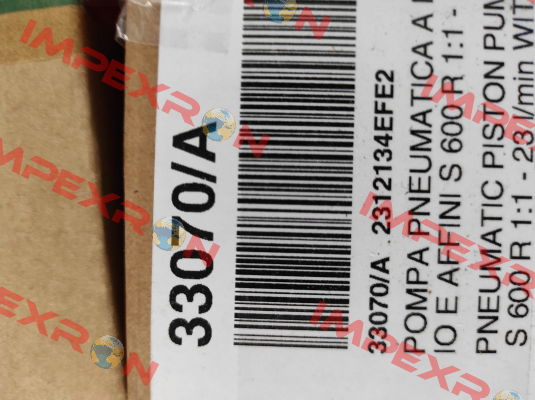 33070/A
33070/A . 2312134EFE2
POMPA PNEUMATICA A
IO E AFFINI S 600 R 1:1 -
PNEUMATIC PISTON PUM
S 600 R 1:1 - 23 l/min WIT
IMPEXRON